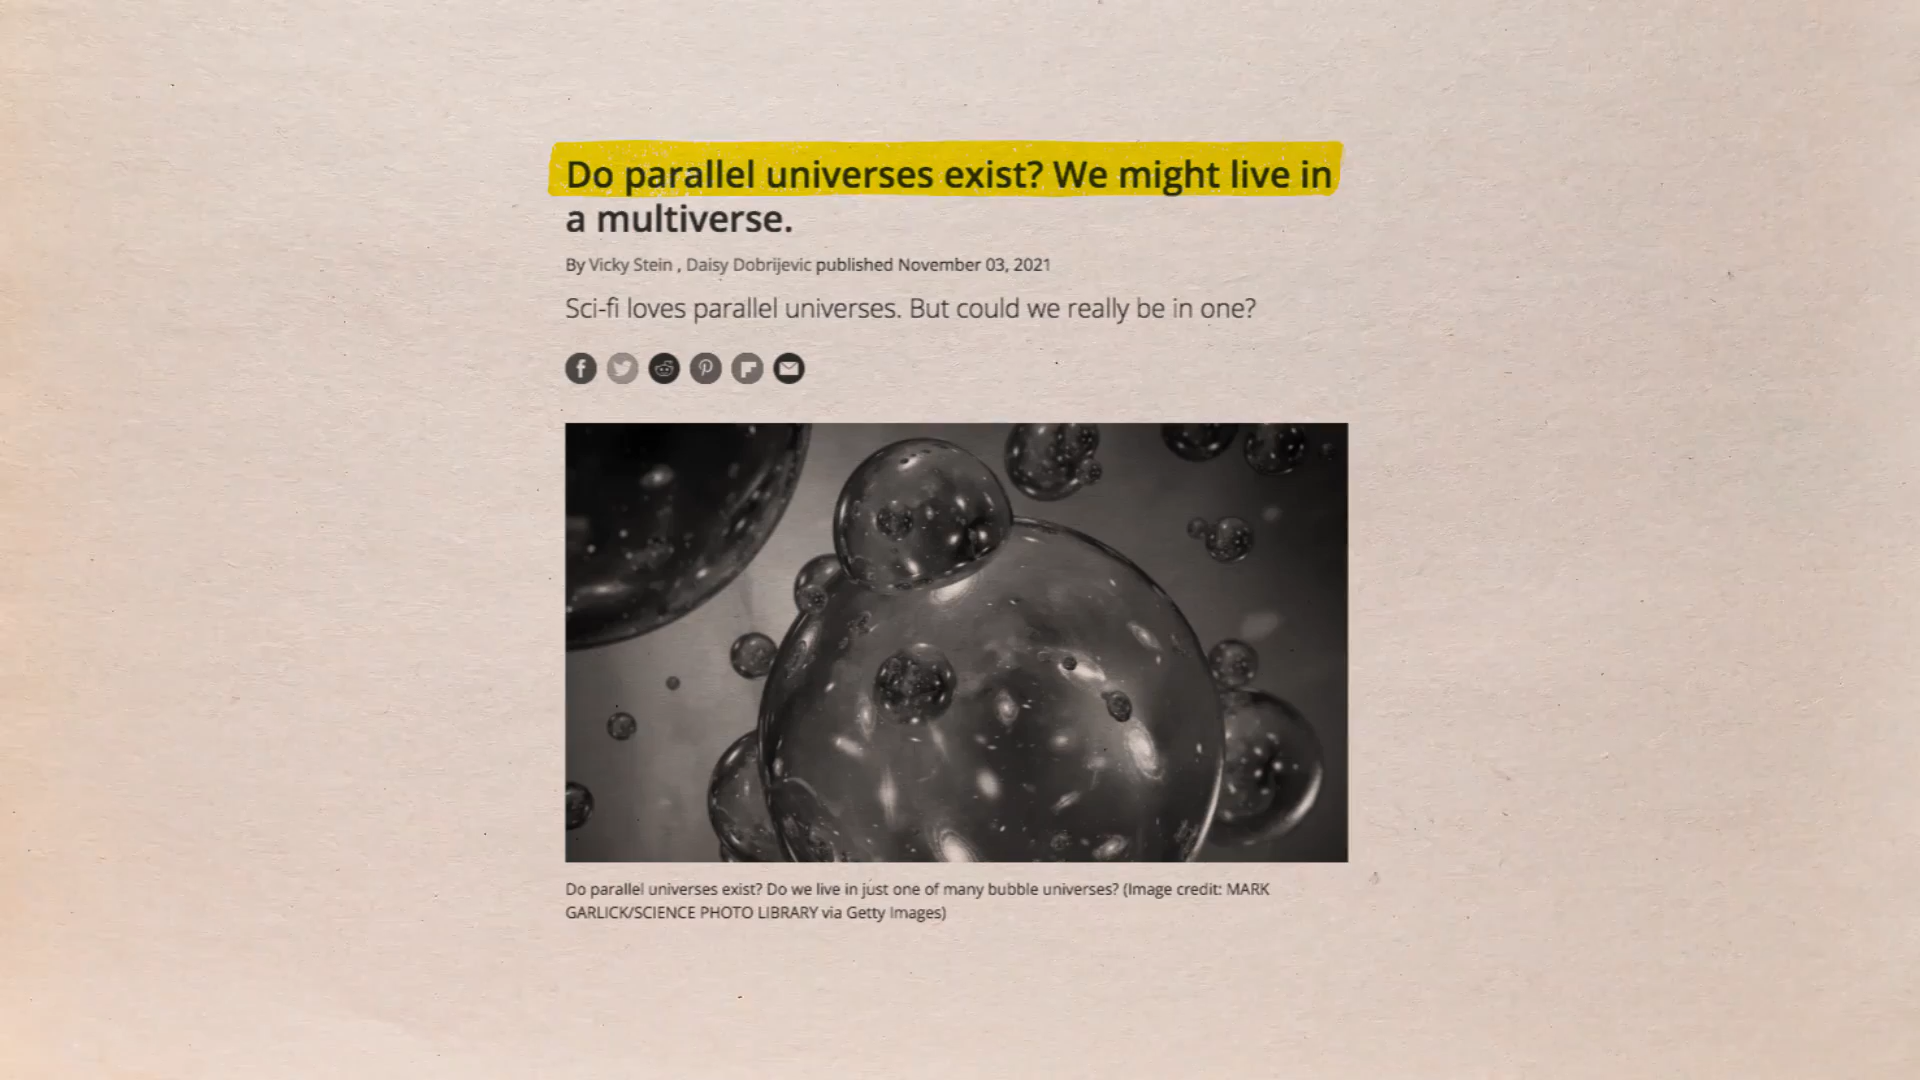 Do parallel universes exist? We might live in
a multiverse.
By Vicky Stein , Daisy Dobrijevic published November 03, 2021
Sci-fi loves parallel universes. But could we really be in one?
Do parallel universes exist? Do we live in just one of many bubble universes? (Image credit: MARK
GARLICK/SCIENCE PHOTO LIBRARY via Getty Images)